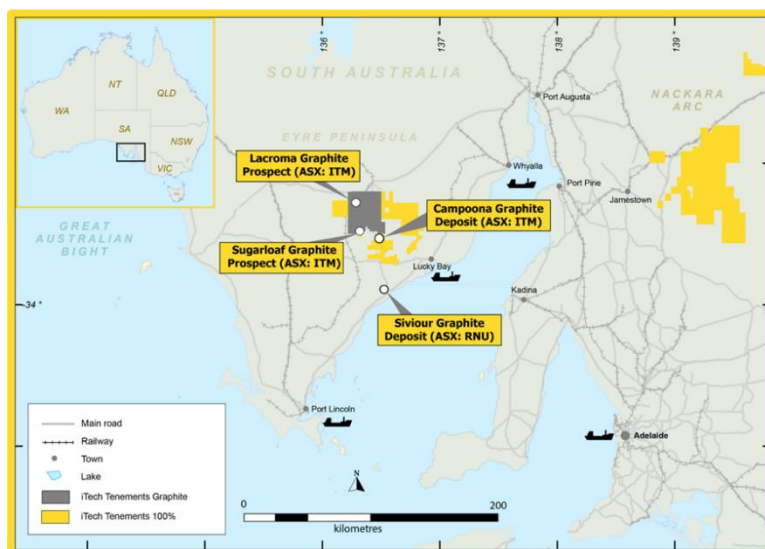 136 °
137 °
138 °
139 °
SOUTH AUSTRALIA
NT
QLD
WA
SA
NSW
VIC
Port Augusta
NACKARA
ARC
EYRE PENINSULA
Lacroma Graphite
Prospect (ASX: ITM)
Whyalla
Port Pirie
Jamestown
Campoona Graphite
Deposit (ASX: ITM)
GREAT
AUSTRALIAN
BIGHT
Sugarloaf Graphite
Prospect (ASX: ITM)
Lucky Bay
Kadina
-34 °
Siviour Graphite
Deposit (ASX: RNU)
Port Lincoln
Adelaide
Main road
Railway
Town
Lake
iTech Tenements Graphite
iTech Tenements 100%
N
0
200
kilometres